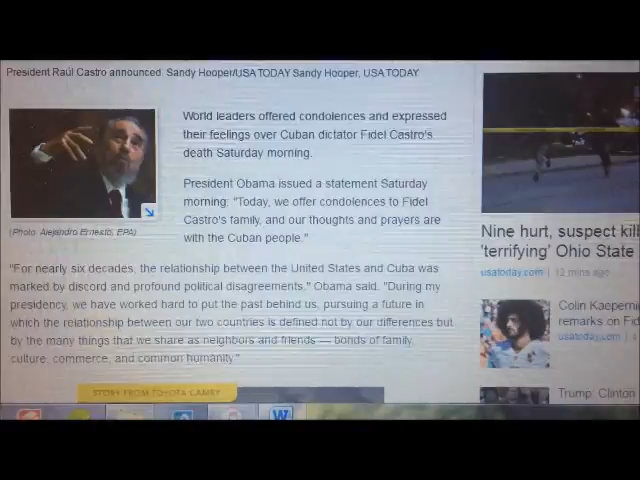 President Raúl Castro announced. Sandy Hooper/USA TODAY Sandy Hooper, USA TODAY
World leaders offered condolences and expressed
their feelings over Cuban dictator Fidel Castro's
death Saturday morning.
President Obama issued a statement Saturday
morning: "Today, we offer condolences to Fidel
Castro's family, and our thoughts and prayers are
with the Cuban people."
(Photo: Alejandro Ernesto, EPA)
"For nearly six decades, the relationship between the United States and Cuba was
marked by discord and profound political disagreements," Obama said. "During my
presidency, we have worked hard to put the past behind us, pursuing a future in
which the relationship between our two countries is defined not by our differences but
by the many things that we share as neighbors and friends — bonds of family,
culture, commerce, and common humanity."
STORY FROM TOYOTA CAMRY
Nine hurt, suspect kill
'terrifying' Ohio State
usatoday.com | 12 mins ago
Colin Kaepern
remarks on Fid
usatoday.com |
Trump: Clinton
W